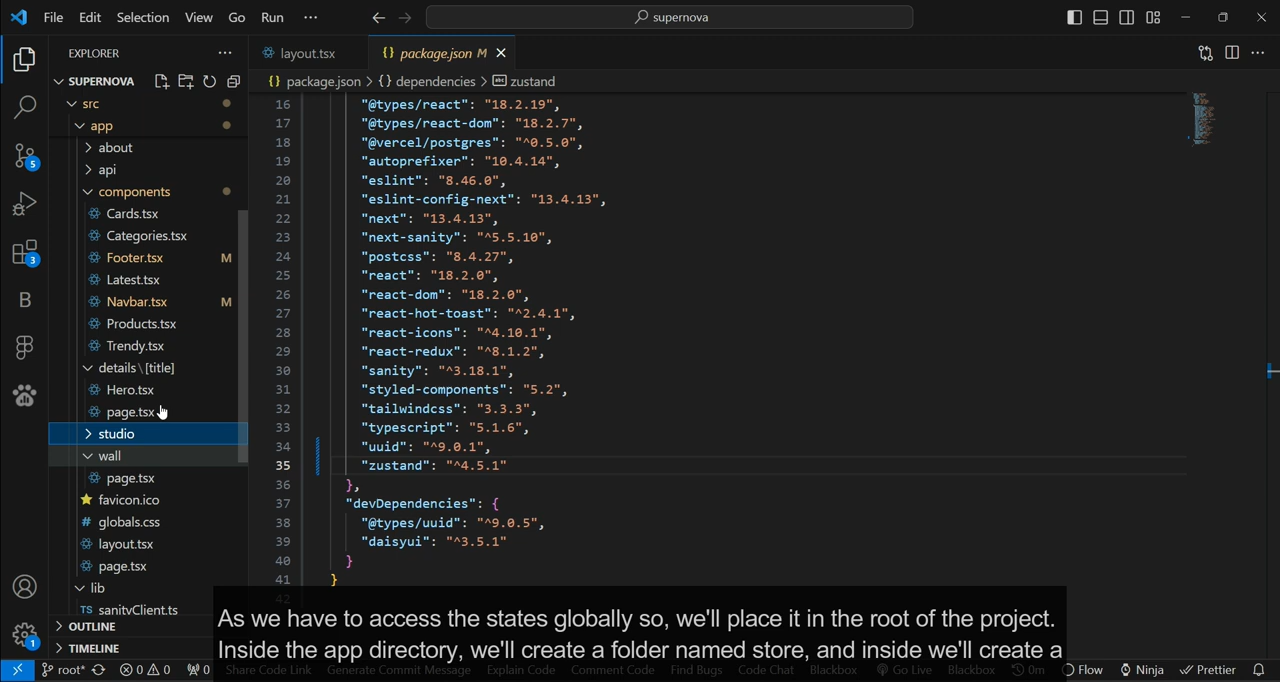 File Edit Selection View Go Run ···
supernova
EXPLORER ···
layout.tsx
{} package.json M
SUPERNOVA
{} package.json > {} dependencies > zustand
src
app
about
api
components
Cards.tsx
Categories.tsx
Footer.tsx M
Latest.tsx
Navbar.tsx M
Products.tsx
Trendy.tsx
details\[title]
Hero.tsx
page.tsx
studio
wall
page.tsx
favicon.ico
# globals.css
layout.tsx
page.tsx
lib
TS sanityClient.ts
OUTLINE
TIMELINE
5
3
B
1
16 "@types/react": "18.2.19",
17 "@types/react-dom": "18.2.7",
18 "@vercel/postgres": "^0.5.0",
19 "autoprefixer": "10.4.14",
20 "eslint": "8.46.0",
21 "eslint-config-next": "13.4.13",
22 "next": "13.4.13",
23 "next-sanity": "^5.5.10",
24 "postcss": "8.4.27",
25 "react": "18.2.0",
26 "react-dom": "18.2.0",
27 "react-hot-toast": "^2.4.1",
28 "react-icons": "^4.10.1",
29 "react-redux": "^8.1.2",
30 "sanity": "^3.18.1",
31 "styled-components": "5.2",
32 "tailwindcss": "3.3.3",
33 "typescript": "5.1.6",
34 "uuid": "^9.0.1",
35 "zustand": "^4.5.1"
36 },
37 "devDependencies": {
38 "@types/uuid": "^9.0.5",
39 "daisyui": "^3.5.1"
40 }
41 }
42
As we have to access the states globally so, we'll place it in the root of the project.
Inside the app directory, we'll create a folder named store, and inside we'll create a
root* 0 0 0 Share Code Link Generate Commit Message Explain Code Comment Code Find Bugs Code Chat Blackbox Go Live Blackbox 0m Flow Ninja Prettier